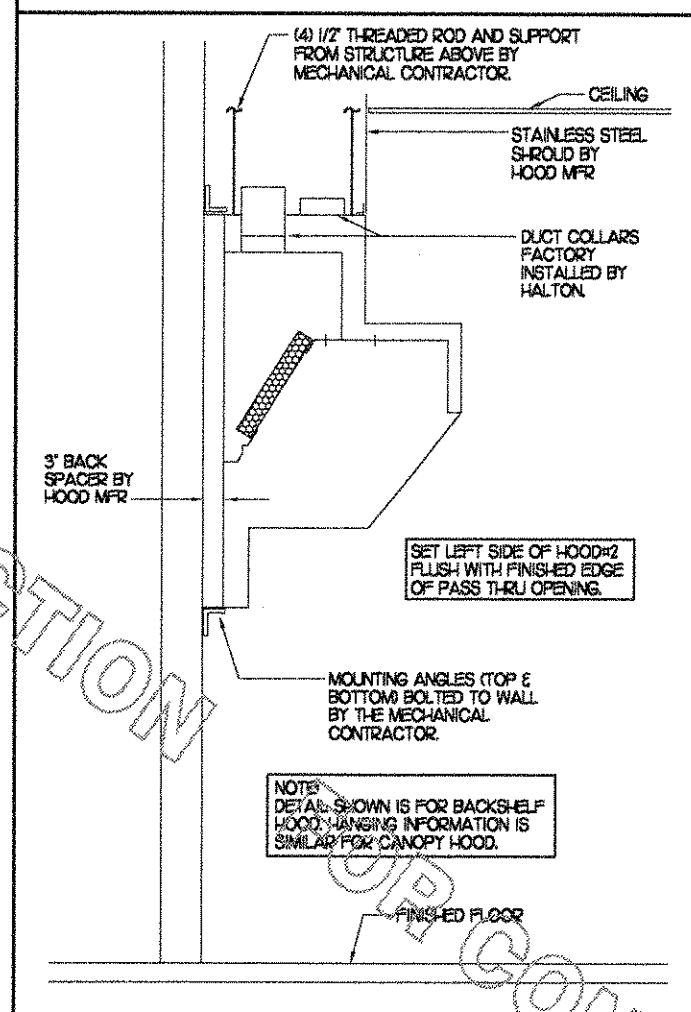 (4) 1/2" THREADED ROD AND SUPPORT
FROM STRUCTURE ABOVE BY
MECHANICAL CONTRACTOR.
CEILING
STAINLESS STEEL
SHROUD BY
HOOD MFR
DUCT COLLARS
FACTORY
INSTALLED BY
HALTON.
3" BACK
SPACER BY
HOOD MFR
SET LEFT SIDE OF HOOD#2
FLUSH WITH FINISHED EDGE
OF PASS THRU OPENING.
MOUNTING ANGLES (TOP &
BOTTOM) BOLTED TO WALL
BY THE MECHANICAL
CONTRACTOR.
NOTE:
DETAIL SHOWN IS FOR BACKSHELF
HOOD. HANGING INFORMATION IS
SIMILAR FOR CANOPY HOOD.
FINISHED FLOOR
CTION
FOR CON